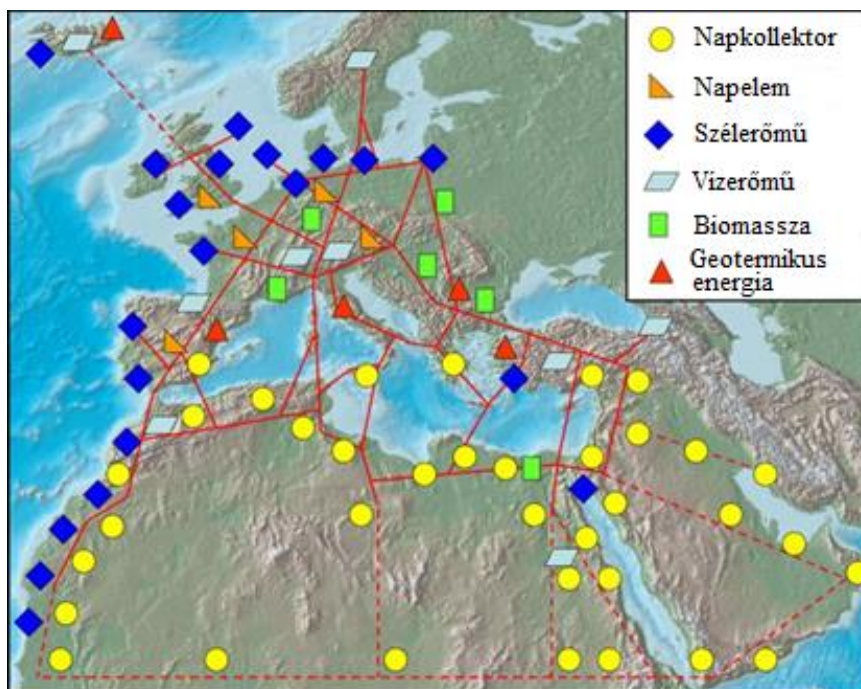 Napkollektor
Napelem
Szélerőmű
Vízerőmű
Biomassza
Geotermikus
energia